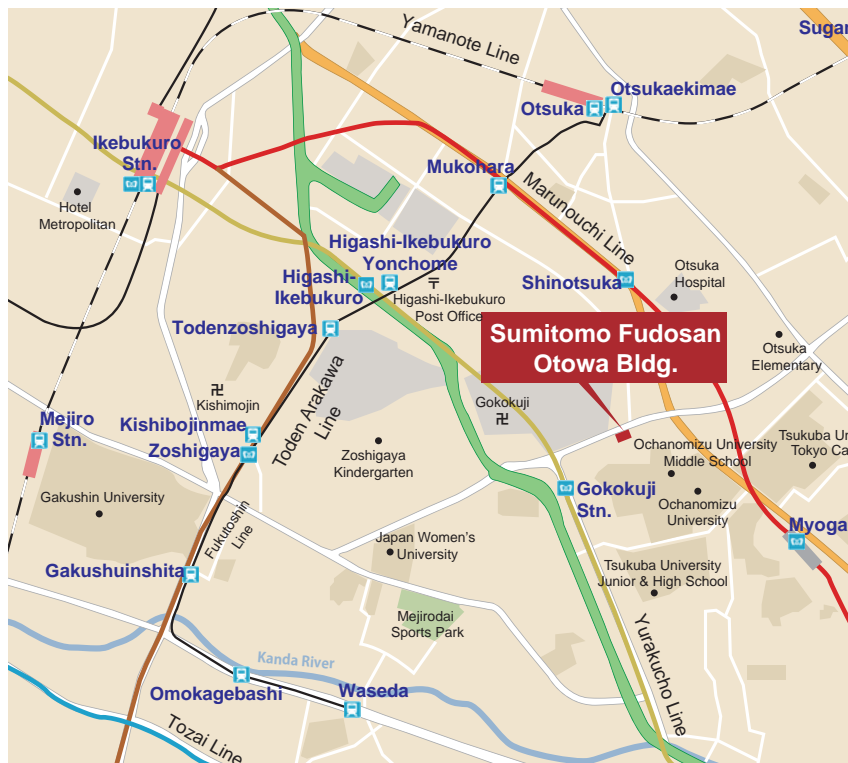 Yamanote Line
Sugar
Otsukaekimae
Otsuka
Ikebukuro
Stn.
Mukohara
Marunouchi Line
Hotel
Metropolitan
Higashi-Ikebukuro
Yonchome
Higashi-
Ikebukuro
Higashi-Ikebukuro
Post Office
Shinotsuka
Otsuka
Hospital
Todenzoshigaya
Sumitomo Fudosan
Otowa Bldg.
Otsuka
Elementary
Toden Arakawa
Line
Kishimojin
Gokokuji
Mejiro
Stn.
Kishibojinmae
Zoshigaya
Zoshigaya
Kindergarten
Ochanomizu University
Middle School
Tsukuba Un
Tokyo Ca
Gakushin University
Gokokuji
Stn.
Ochanomizu
University
Fukutoshin
Line
Japan Women's
University
Myoga
Gakushuinshita
Tsukuba University
Junior & High School
Mejirodai
Sports Park
Kanda River
Yurakucho Line
Omokagebashi
Waseda
Tozai Line